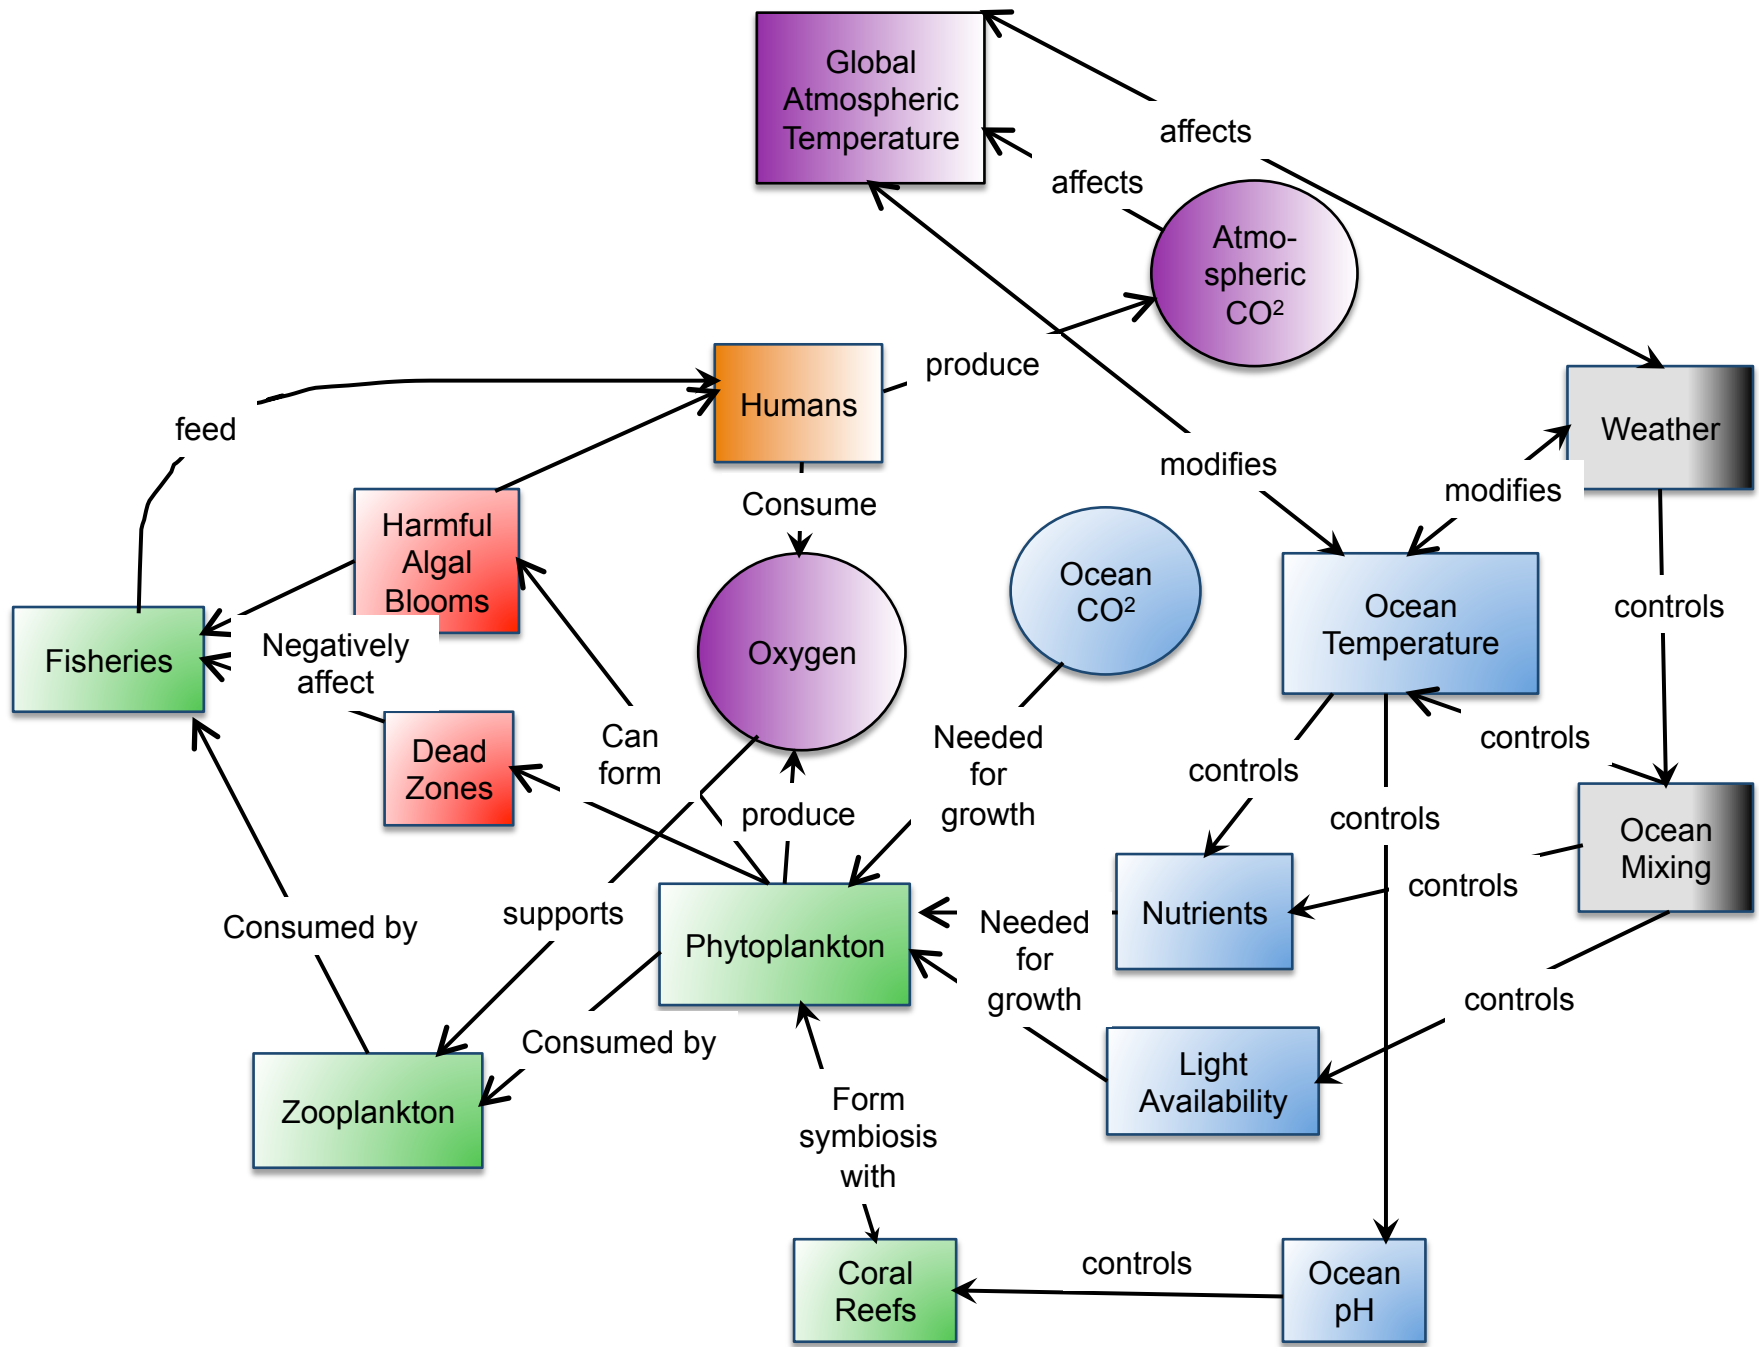 Global
Atmospheric
Temperature
affects
affects
Atmo-
spheric
CO²
produce
Humans
feed
Weather
modifies
modifies
Consume
Harmful
Algal
Blooms
Ocean
CO²
Ocean
Temperature
controls
Fisheries
Negatively
affect
Oxygen
Dead
Zones
Can
form
Needed
for
growth
controls
controls
produce
controls
Ocean
Mixing
controls
Consumed by
supports
Phytoplankton
Needed
for
growth
Nutrients
controls
Consumed by
Zooplankton
Light
Availability
Form
symbiosis
with
controls
Coral
Reefs
Ocean
pH